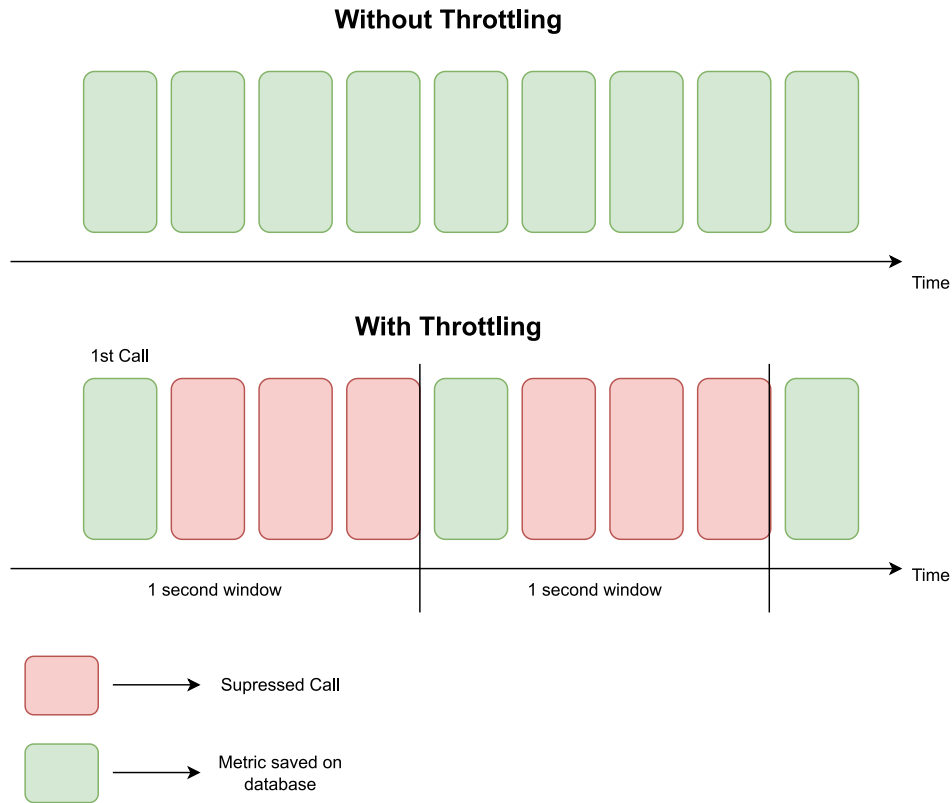 Without Throttling
Time
With Throttling
1st Call
Time
1 second window
1 second window
Supressed Call
Metric saved on
database